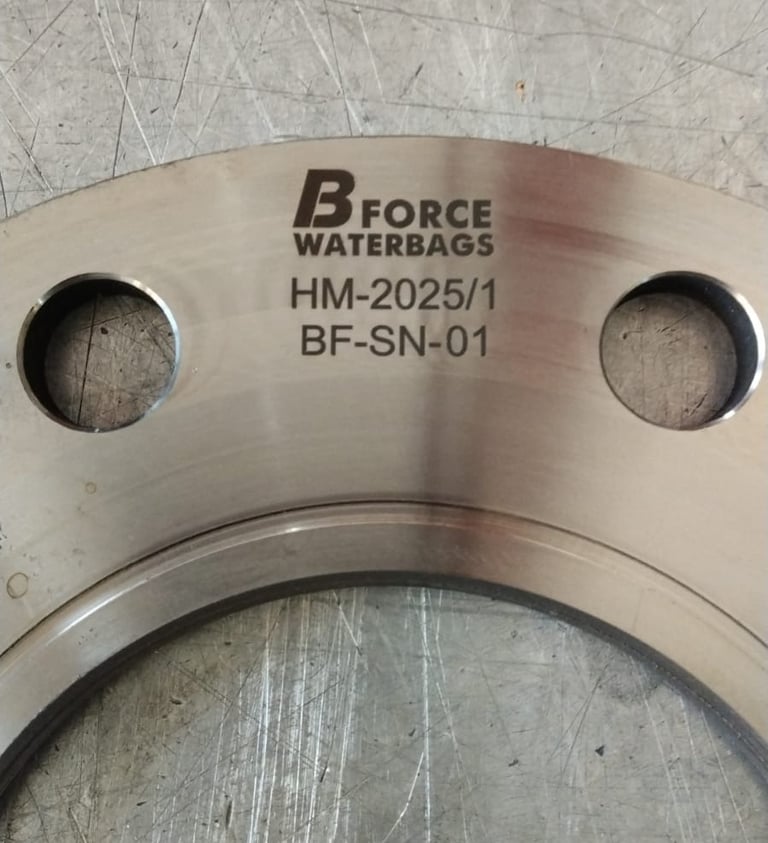 B FORCE
WATERBAGS
HM-2025/1
BF-SN-01